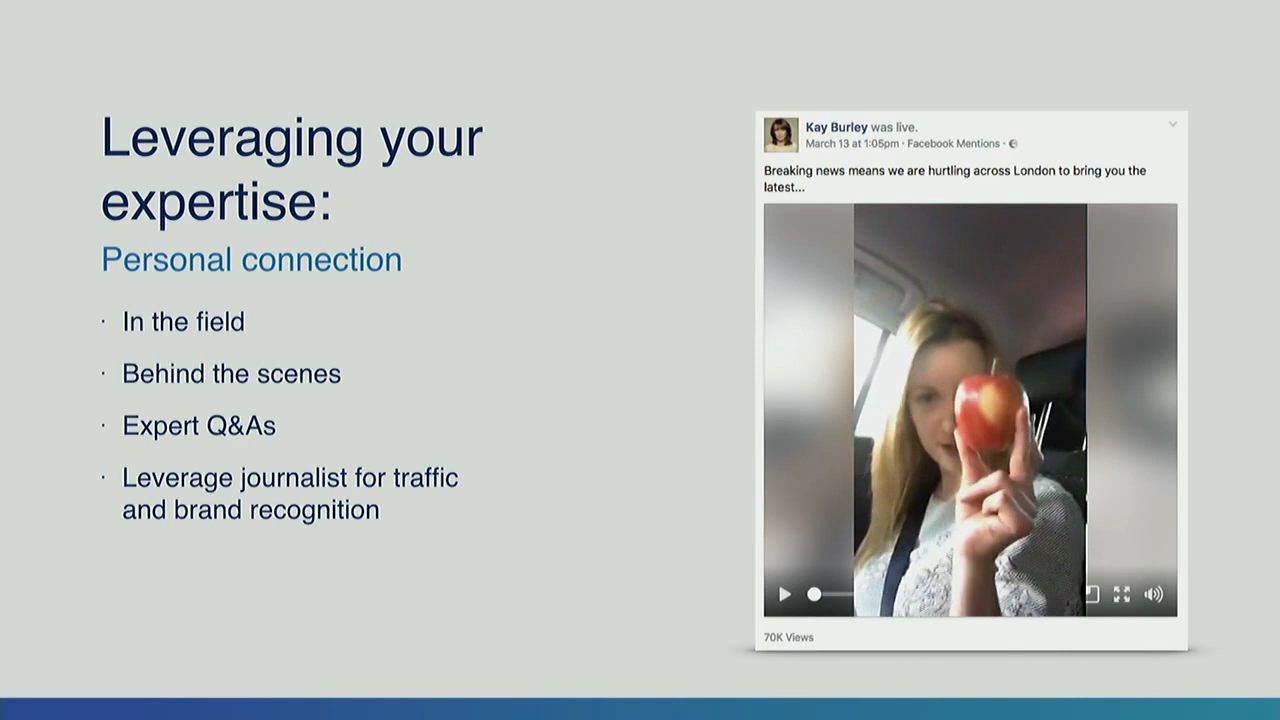 Leveraging your
expertise:
Personal connection
· In the field
· Behind the scenes
· Expert Q&As
· Leverage journalist for traffic
and brand recognition
Kay Burley was live.
March 13 at 1:05pm · Facebook Mentions ·
Breaking news means we are hurtling across London to bring you the
latest...
70K Views